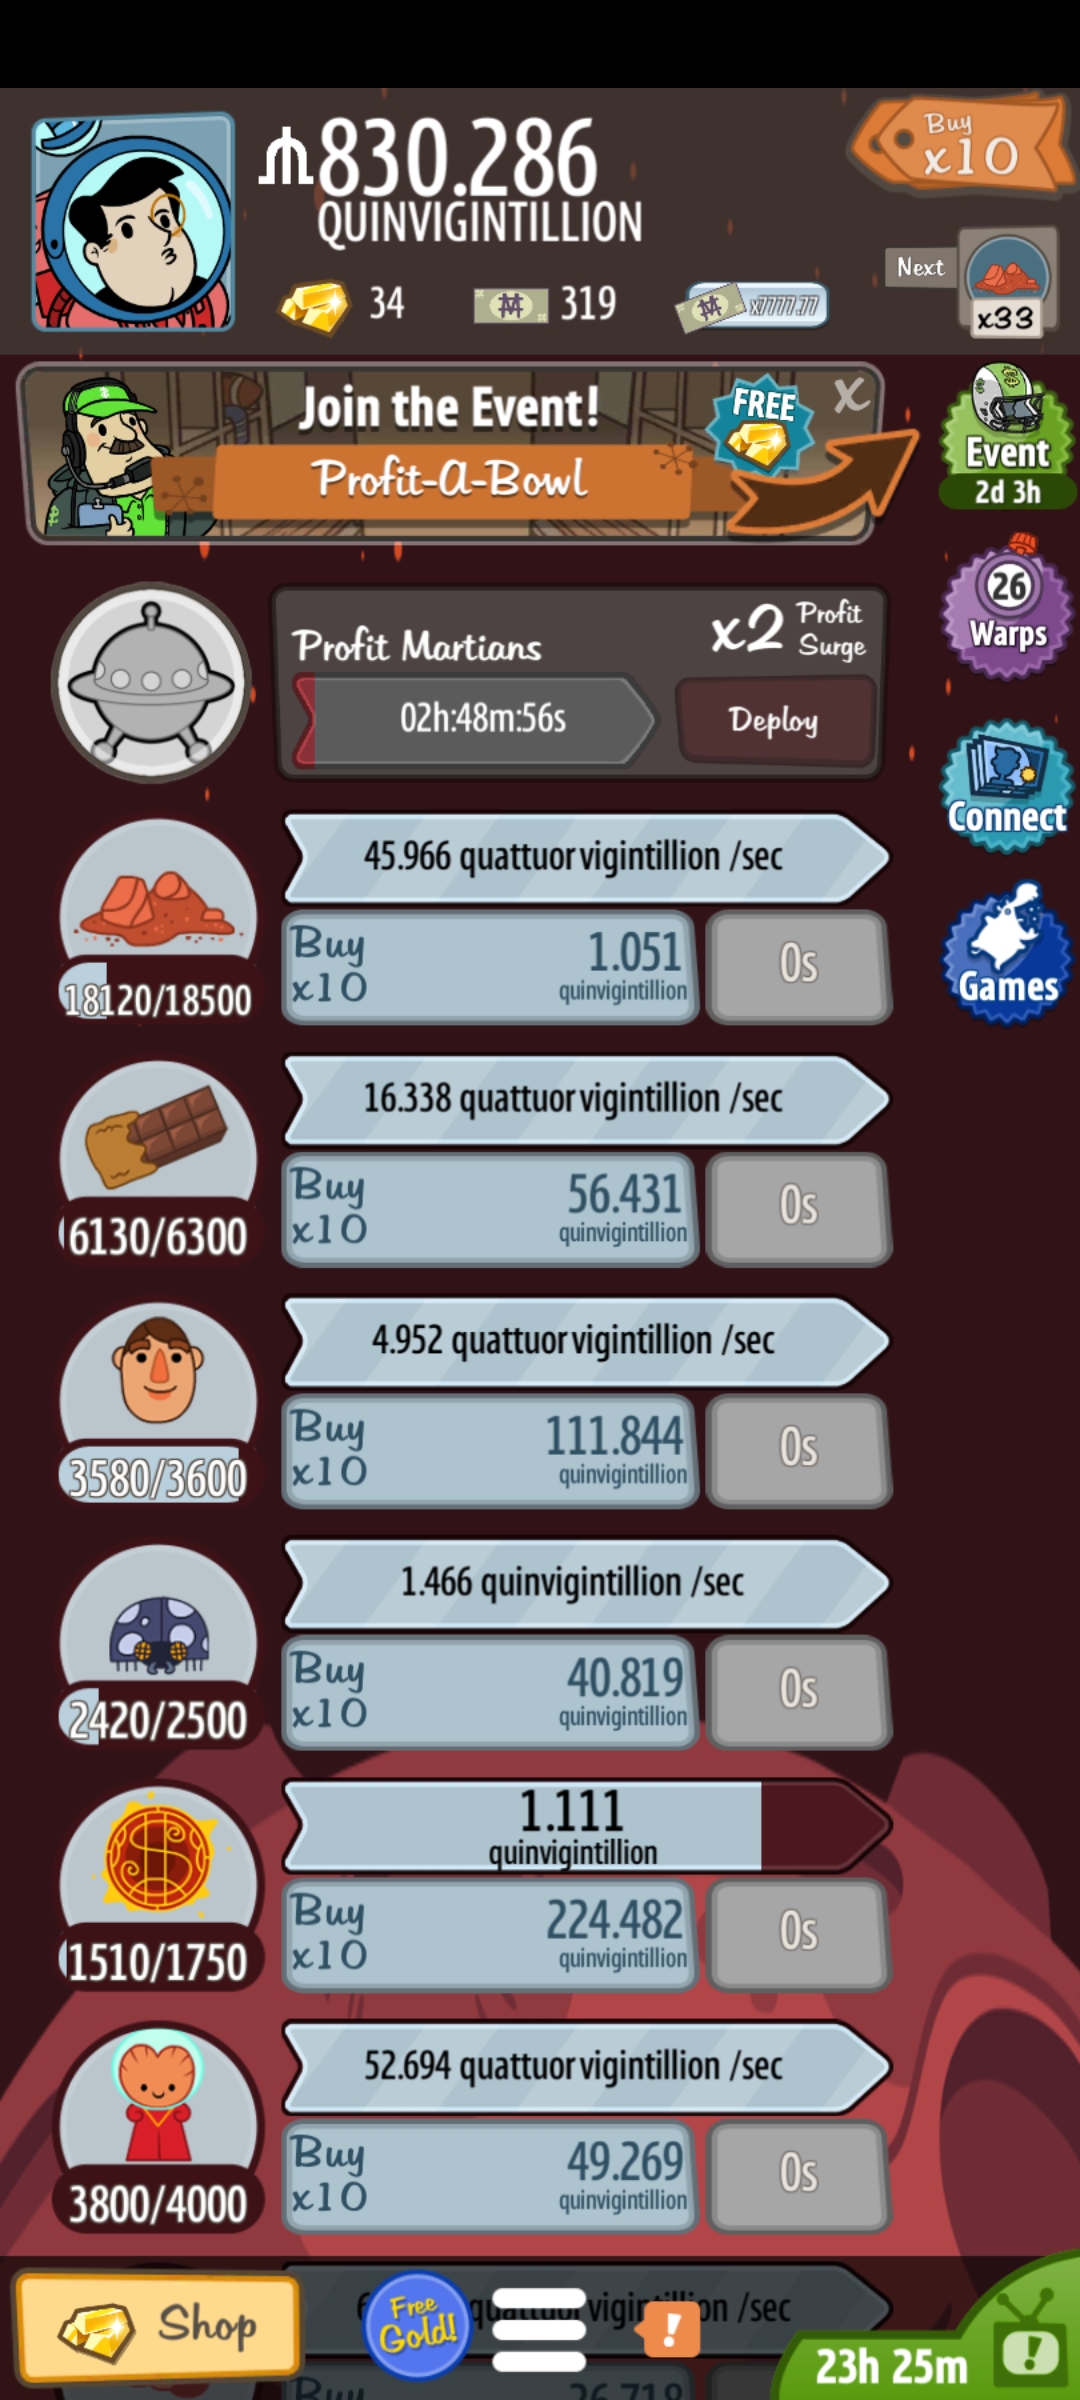 830.286
QUINVIGINTILLION
Buy
x10
34
319
x7777.77
Next
x33
Join the Event!
Profit-A-Bowl
FREE
X
Event
2d 3h
Profit Martians
x2 Profit Surge
02h:48m:56s
Deploy
26
Warps
45.966 quattuorvigintillion /sec
18120/18500
Buy x10
1.051
quinvigintillion
0s
Connect
Games
16.338 quattuorvigintillion /sec
6130/6300
Buy x10
56.431
quinvigintillion
0s
4.952 quattuorvigintillion /sec
3580/3600
Buy x10
111.844
quinvigintillion
0s
1.466 quinvigintillion /sec
2420/2500
Buy x10
40.819
quinvigintillion
0s
1.111
quinvigintillion
1510/1750
Buy x10
224.482
quinvigintillion
0s
52.694 quattuorvigintillion /sec
3800/4000
Buy x10
49.269
quinvigintillion
0s
Shop
Free
Gold!
!
/sec
23h 25m
!
Buy
26.718